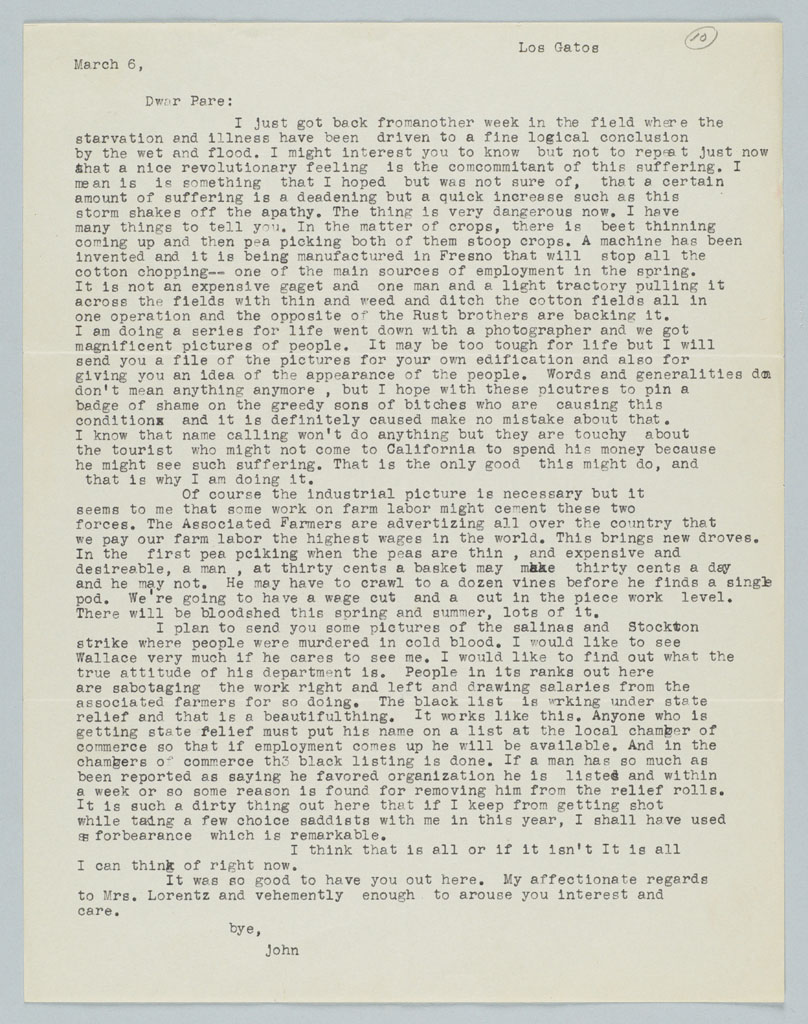 Los Gatos
10
March 6,
Dwar Pare:
I just got back fromanother week in the field where the
starvation and illness have been driven to a fine logical conclusion
by the wet and flood. I might interest you to know but not to repeat just now
that a nice revolutionary feeling is the comcommitant of this suffering. I
mean is is something that I hoped but was not sure of, that a certain
amount of suffering is a deadening but a quick increase such as this
storm shakes off the apathy. The thing is very dangerous now. I have
many things to tell you. In the matter of crops, there is beet thinning
coming up and then pea picking both of them stoop crops. A machine has been
invented and it is being manufactured in Fresno that will stop all the
cotton chopping-- one of the main sources of employment in the spring.
It is not an expensive gaget and one man and a light tractory pulling it
across the fields with thin and weed and ditch the cotton fields all in
one operation and the opposite of the Rust brothers are backing it.
I am doing a series for life went down with a photographer and we got
magnificent pictures of people. It may be too tough for life but I will
send you a file of the pictures for your own edification and also for
giving you an idea of the appearance of the people. Words and generalities do
don't mean anything anymore , but I hope with these picutres to pin a
badge of shame on the greedy sons of bitches who are causing this
condition and it is definitely caused make no mistake about that.
I know that name calling won't do anything but they are touchy about
the tourist who might not come to California to spend his money because
he might see such suffering. That is the only good this might do, and
that is why I am doing it.
Of course the industrial picture is necessary but it
seems to me that some work on farm labor might cement these two
forces. The Associated Farmers are advertizing all over the country that
we pay our farm labor the highest wages in the world. This brings new droves.
In the first pea pciking when the peas are thin , and expensive and
desireable, a man , at thirty cents a basket may make thirty cents a day
and he may not. He may have to crawl to a dozen vines before he finds a single
pod. We're going to have a wage cut and a cut in the piece work level.
There will be bloodshed this spring and summer, lots of it.
I plan to send you some pictures of the salinas and Stockton
strike where people were murdered in cold blood. I would like to see
Wallace very much if he cares to see me. I would like to find out what the
true attitude of his department is. People in its ranks out here
are sabotaging the work right and left and drawing salaries from the
associated farmers for so doing. The black list is wrking under state
relief and that is a beautifulthing. It works like this. Anyone who is
getting state relief must put his name on a list at the local chamber of
commerce so that if employment comes up he will be available. And in the
chambers of commerce th3 black listing is done. If a man has so much as
been reported as saying he favored organization he is listed and within
a week or so some reason is found for removing him from the relief rolls.
It is such a dirty thing out here that if I keep from getting shot
while taing a few choice saddists with me in this year, I shall have used
a forbearance which is remarkable.
I think that is all or if it isn't It is all
I can think of right now.
It was so good to have you out here. My affectionate regards
to Mrs. Lorentz and vehemently enough to arouse you interest and
care.
bye,
john